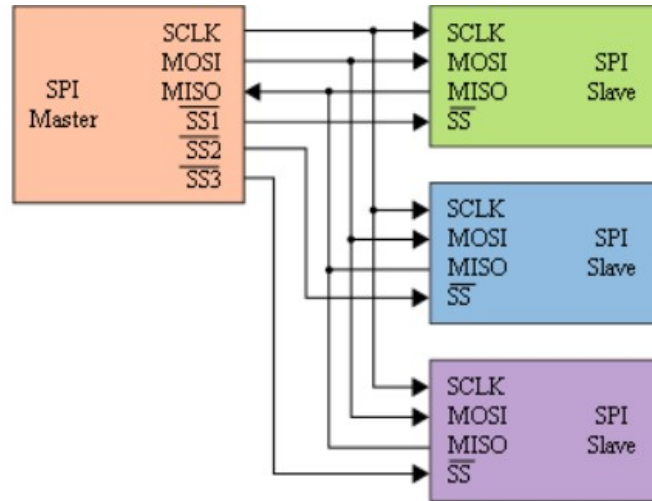 SCLK
MOSI
MISO
SS1
SS2
SS3
SPI
Master
SCLK
MOSI
MISO
SS
SPI
Slave
SCLK
MOSI
MISO
SS
SPI
Slave
SCLK
MOSI
MISO
SS
SPI
Slave